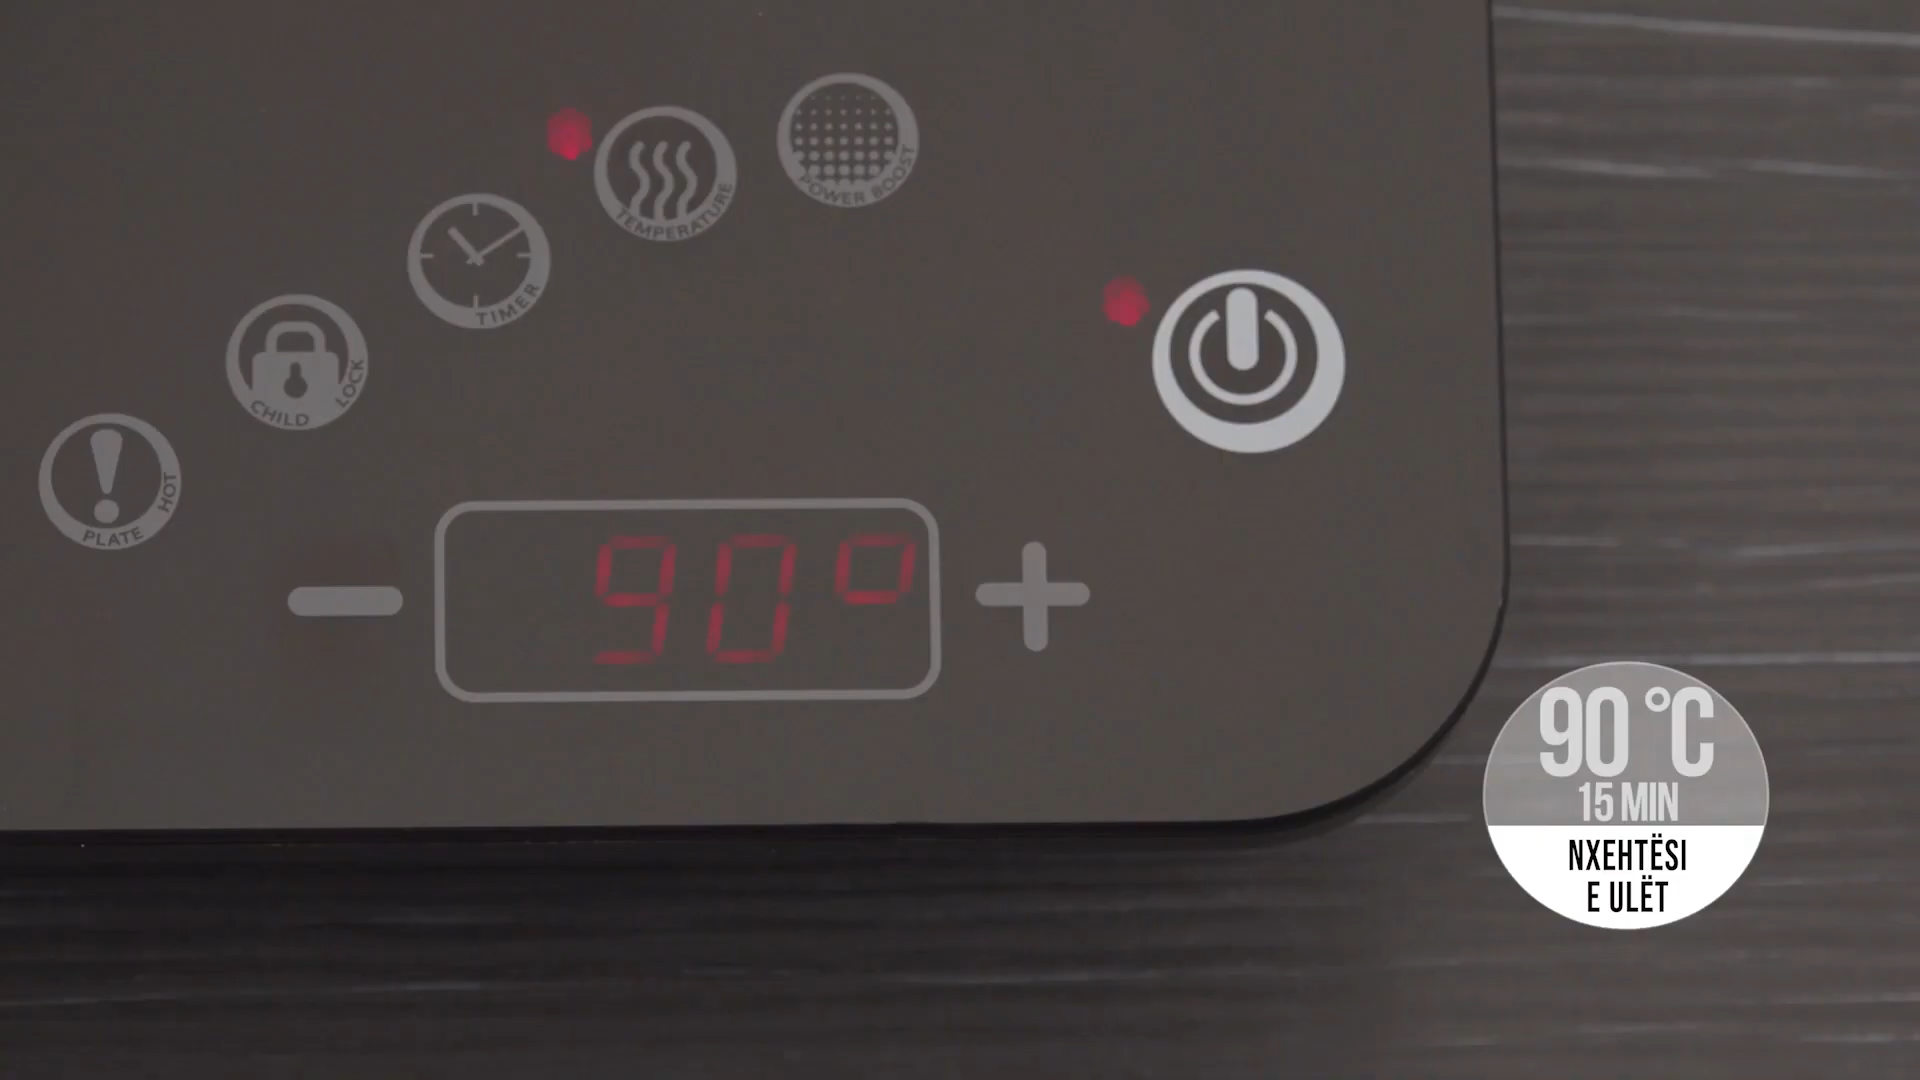 POWER BOOST
TEMPERATURE
TIMER
CHILD LOCK
PLATE HOT
90°
90 °C
15 MIN
NXEHTËSI
E ULËT